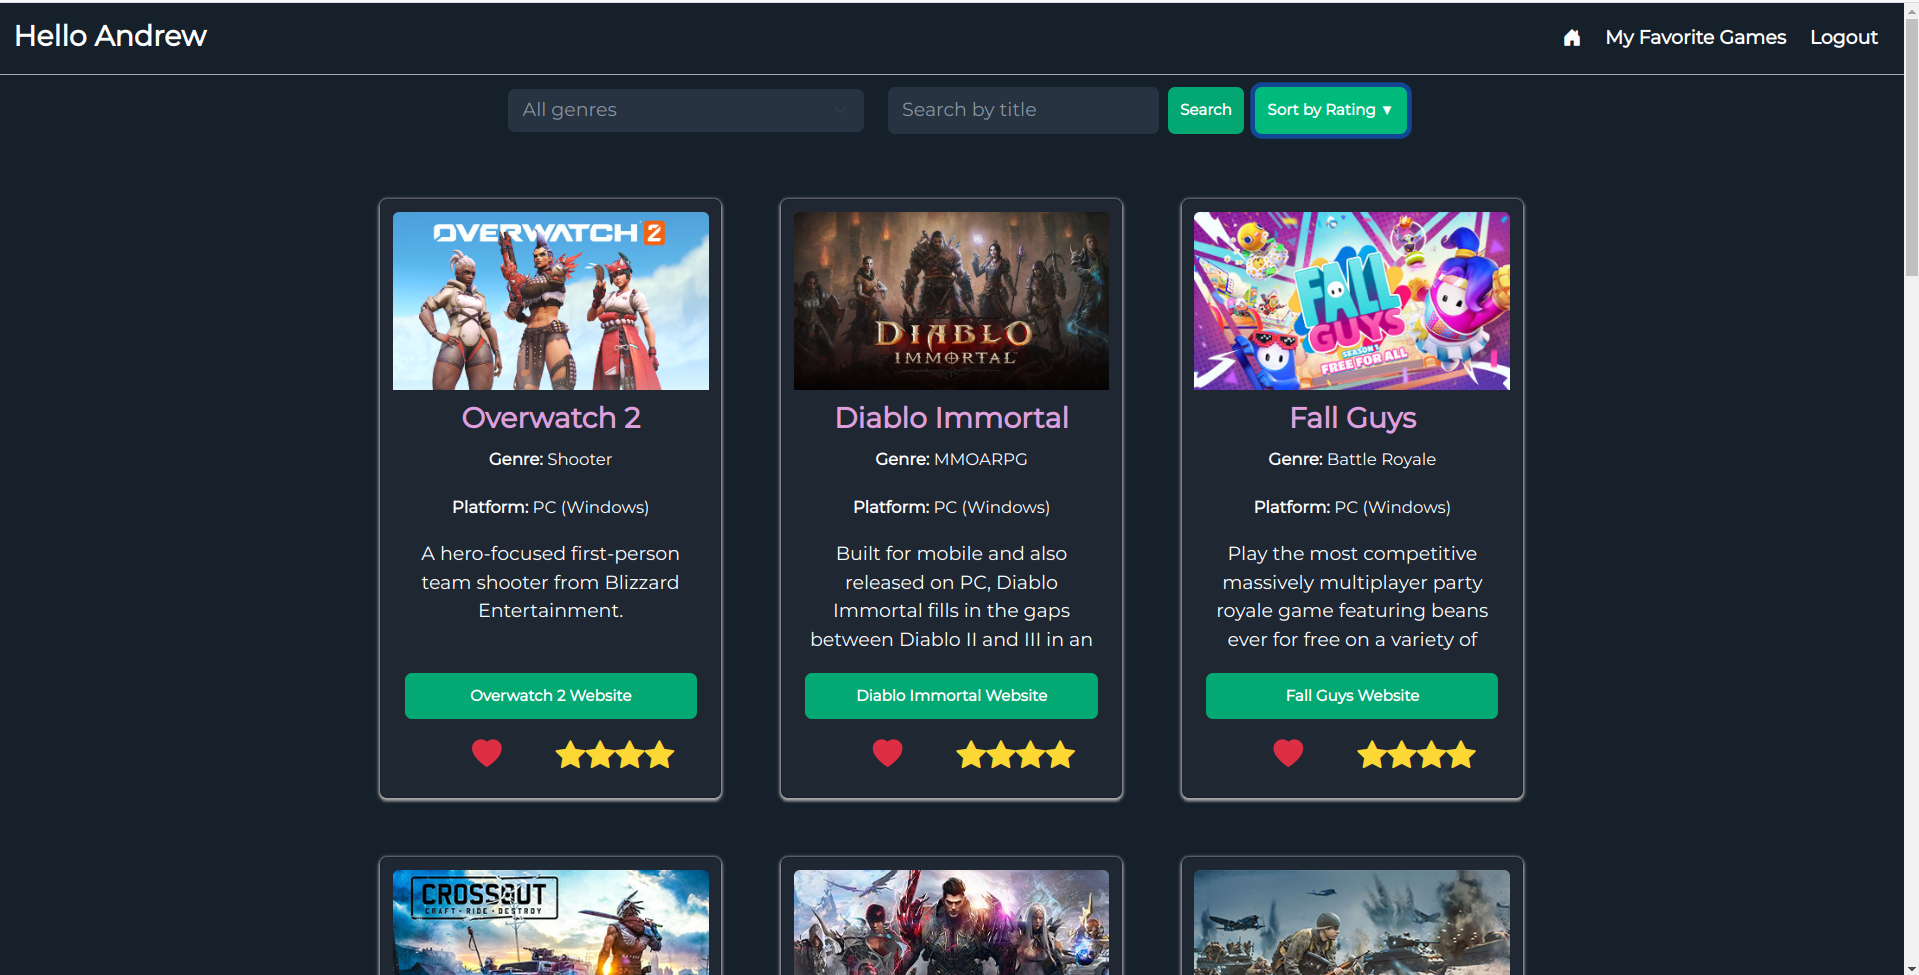 Hello Andrew
My Favorite Games
Logout
All genres
Search by title
Search
Sort by Rating ▼
OVERWATCH 2
DIABLO
IMMORTAL
FALL
GUYS
SEASON 1
FREE FOR ALL
Overwatch 2
Diablo Immortal
Fall Guys
Genre: Shooter
Genre: MMOARPG
Genre: Battle Royale
Platform: PC (Windows)
Platform: PC (Windows)
Platform: PC (Windows)
A hero-focused first-person
team shooter from Blizzard
Entertainment.
Built for mobile and also
released on PC, Diablo
Immortal fills in the gaps
between Diablo II and III in an
Play the most competitive
massively multiplayer party
royale game featuring beans
ever for free on a variety of
Overwatch 2 Website
Diablo Immortal Website
Fall Guys Website
CROSSOUT
CRAFT · RIDE · DESTROY